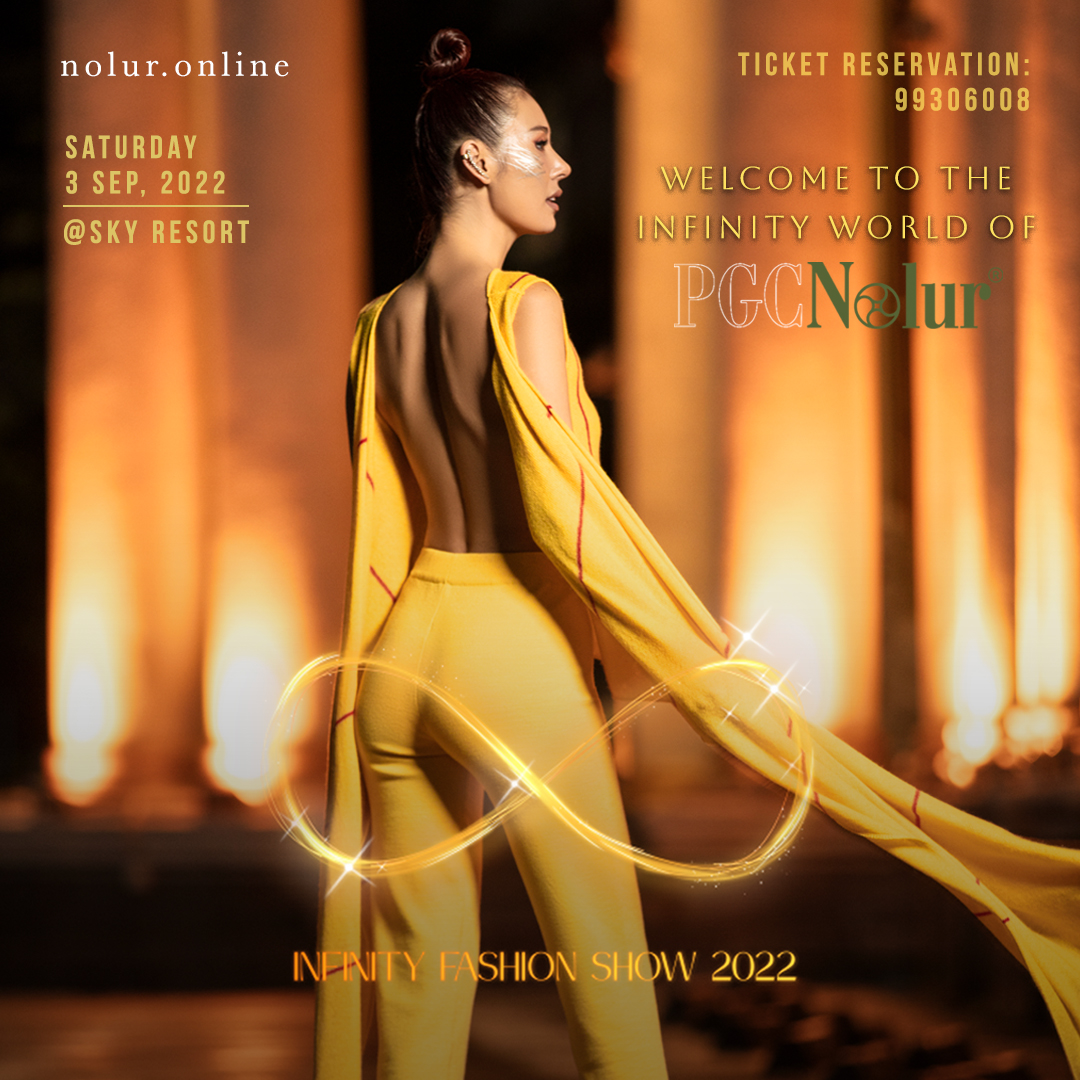 nolur.online
SATURDAY
3 SEP, 2022
@SKY RESORT
TICKET RESERVATION:
99306008
WELCOME TO THE
INFINITY WORLD OF
PGCNolur®
INFINITY FASHION SHOW 2022